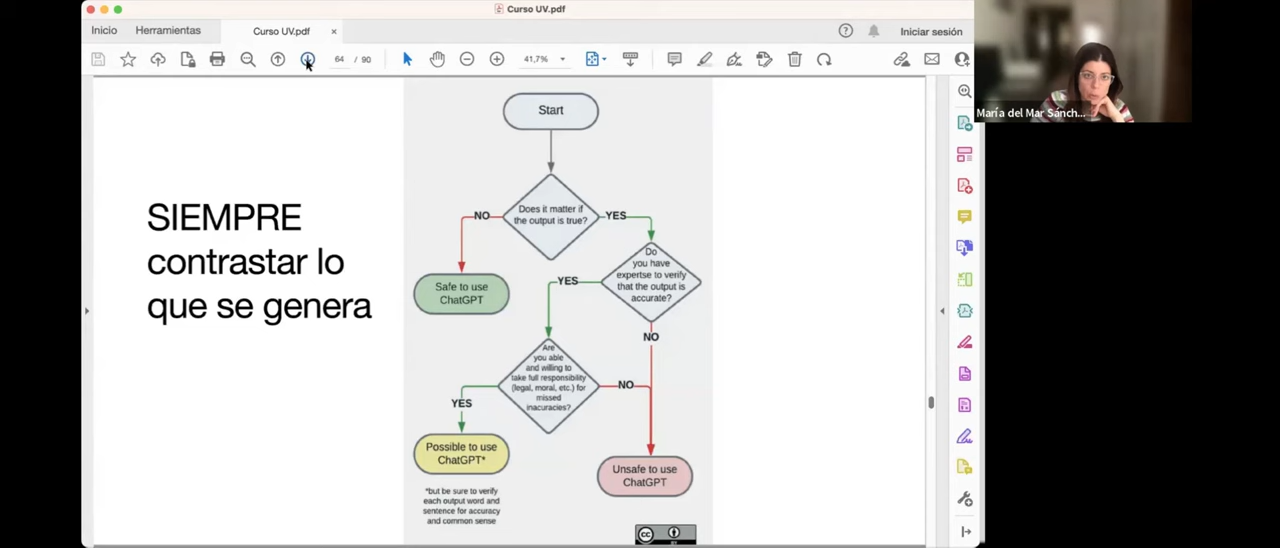 Curso UV.pdf
Inicio
Herramientas
Curso UV.pdf
×
Iniciar sesión
64 / 90
41,7%
María del Mar Sánch...
SIEMPRE
contrastar lo
que se genera
Start
Does it matter if
the output is true?
NO
YES
Safe to use
ChatGPT
Do
you have
expertse to verify
that the output is
accurate?
YES
NO
Are
you able
and willing to
take full responsibility
(legal, moral, etc.) for
missed
inacuracies?
YES
NO
Possible to use
ChatGPT*
Unsafe to use
ChatGPT
*but be sure to verify
each output word and
sentence for accuracy
and common sense
cc
BY